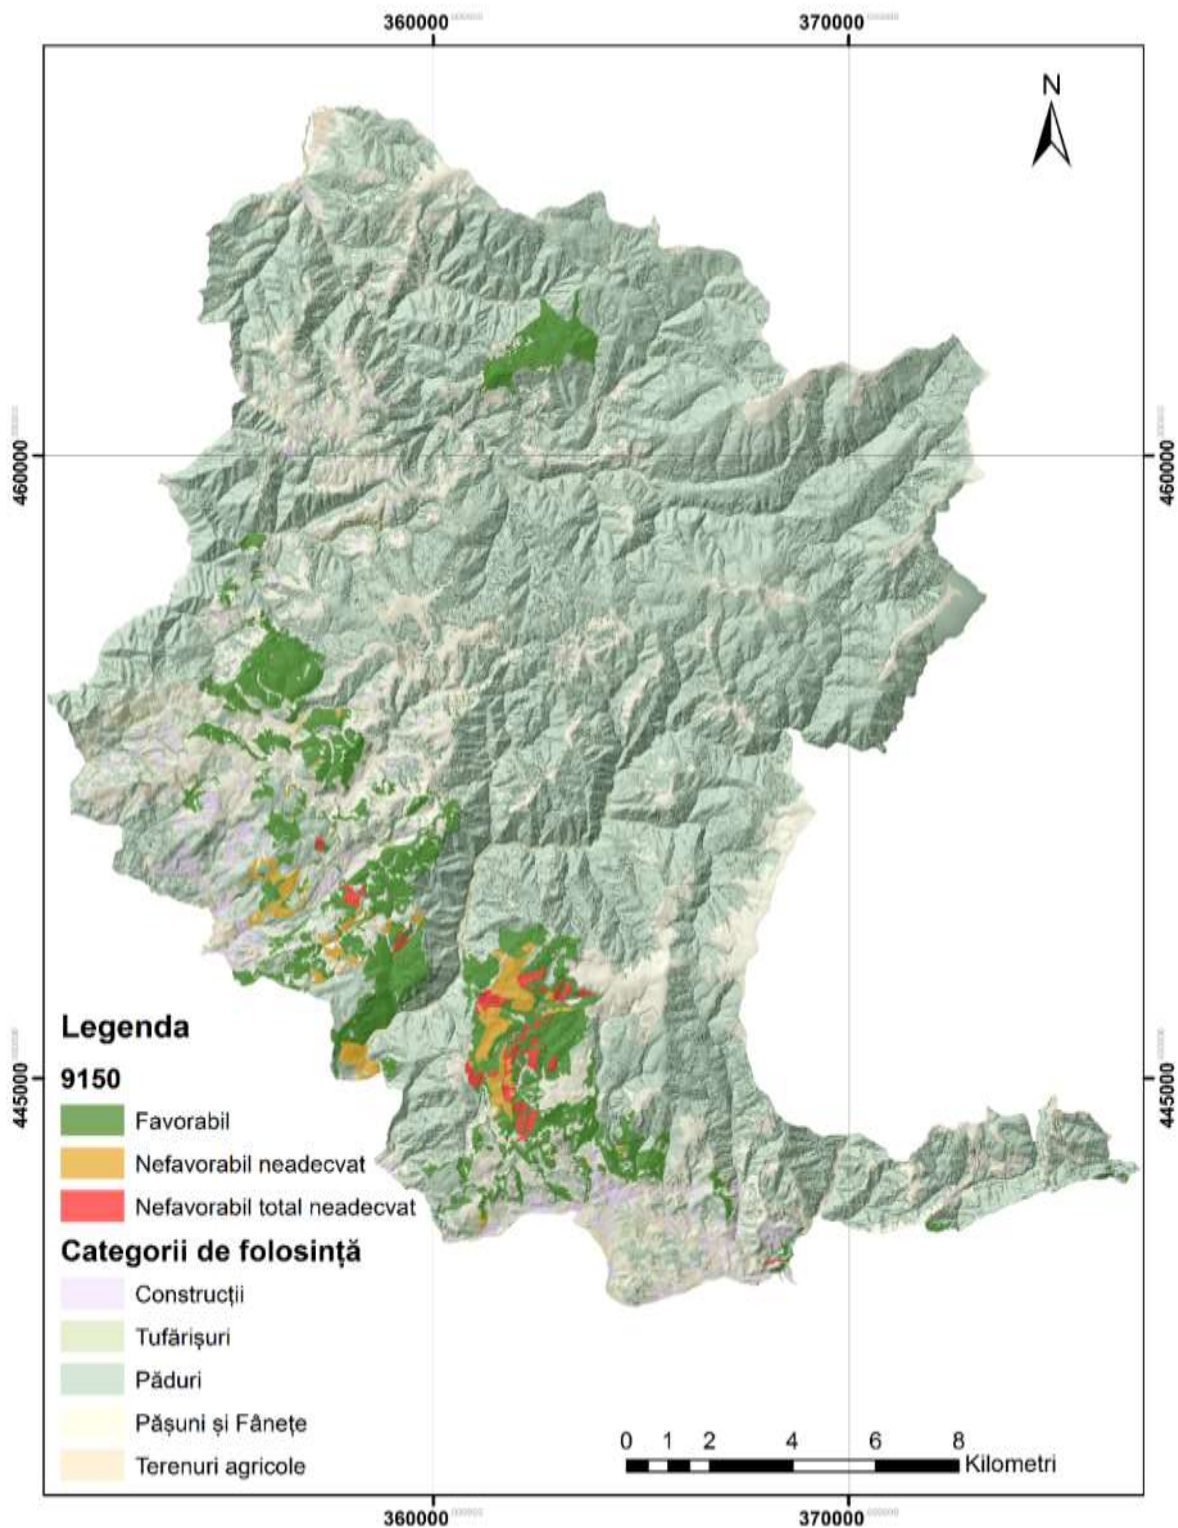 360000
370000
N
460000
460000
Legenda
9150
Favorabil
Nefavorabil neadecvat
Nefavorabil total neadecvat
Categorii de folosință
Construcții
Tufărișuri
Păduri
Pășuni și Fânețe
Terenuri agricole
445000
445000
0 1 2 4 6 8
Kilometri
360000
370000